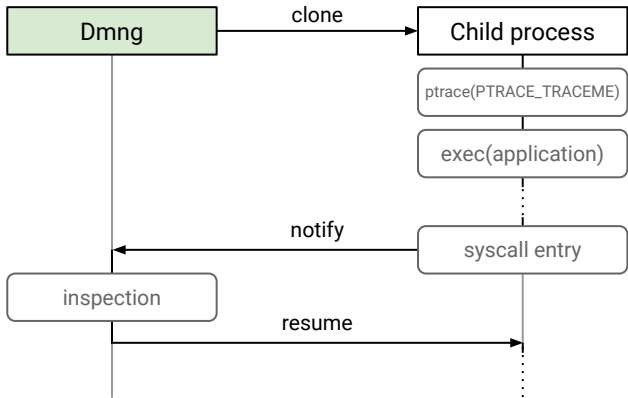 Dmng
clone
Child process
ptrace(PTRACE_TRACEME)
exec(application)
notify
syscall entry
inspection
resume